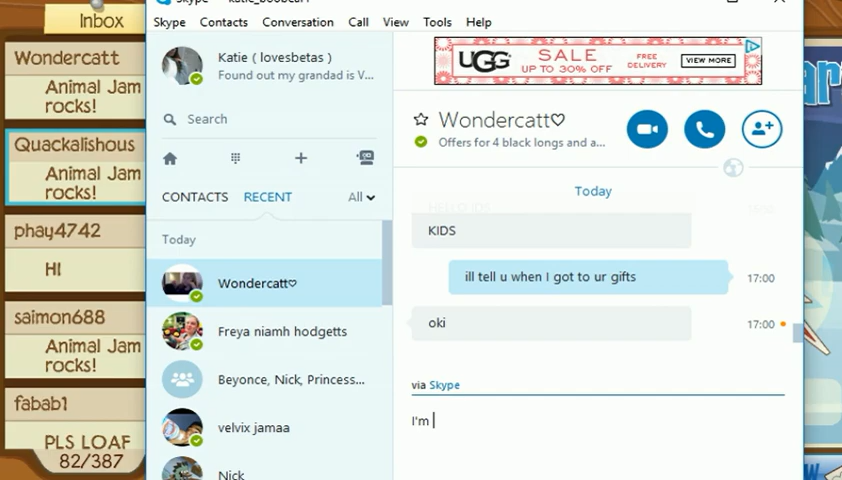 Inbox
Wondercatt
Animal Jam
rocks!
Quackalishous
Animal Jam
rocks!
phay4742
HI
saimon688
Animal Jam
rocks!
fabab1
PLS LOAF
82/387
Skype Contacts Conversation Call View Tools Help
Katie ( lovesbetas )
Found out my grandad is V...
Search
CONTACTS RECENT All
Today
Wondercatt♡
Freya niamh hodgetts
Beyonce, Nick, Princess...
velvix jamaa
Nick
UGG SALE
UP TO 30% OFF
FREE
DELIVERY
VIEW MORE
Wondercatt♡
Offers for 4 black longs and a...
Today
KIDS
ill tell u when I got to ur gifts 17:00
oki 17:00
via Skype
I'm